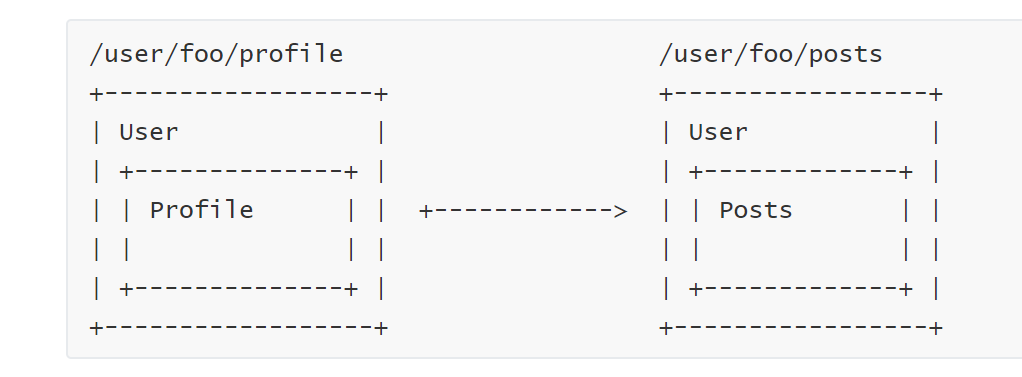 /user/foo/profile                     /user/foo/posts
+------------------+                  +-----------------+
| User             |                  | User            |
| +--------------+ |                  | +-------------+ |
| | Profile      | |  +------------>  | | Posts       | |
| |              | |                  | |             | |
| +--------------+ |                  | +-------------+ |
+------------------+                  +-----------------+